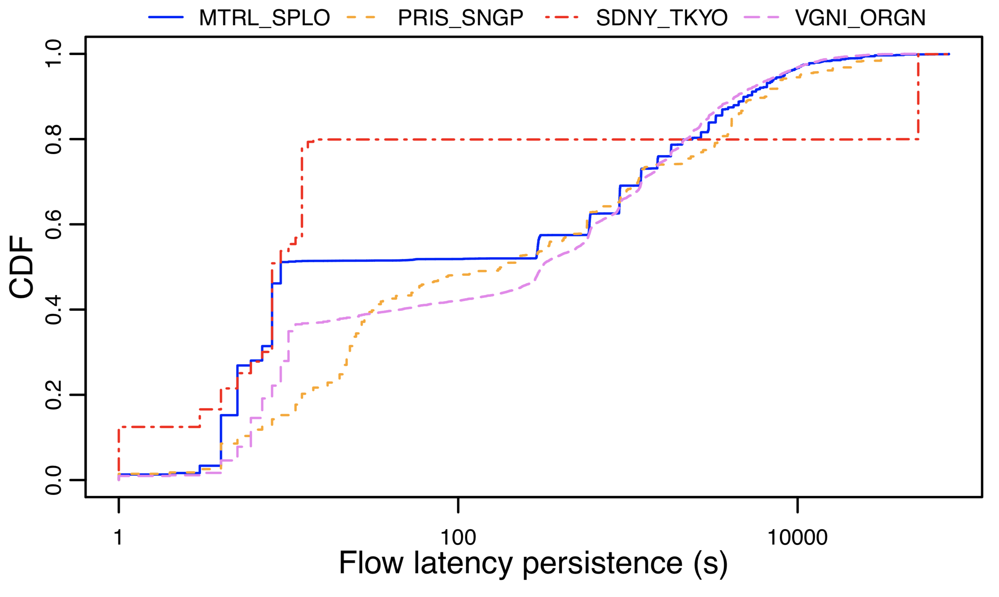 MTRL_SPLO PRIS_SNGP SDNY_TKYO VGNI_ORGN
1.0
0.8
0.6
0.4
0.2
0.0
CDF
1 100 10000
Flow latency persistence (s)